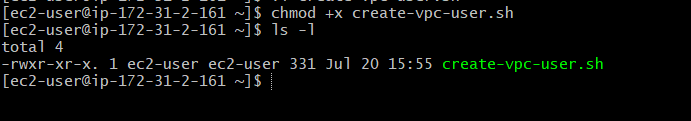 [ec2-user@ip-172-31-2-161 ~]$ chmod +x create-vpc-user.sh
[ec2-user@ip-172-31-2-161 ~]$ ls -l
total 4
-rwxr-xr-x. 1 ec2-user ec2-user 331 Jul 20 15:55 create-vpc-user.sh
[ec2-user@ip-172-31-2-161 ~]$